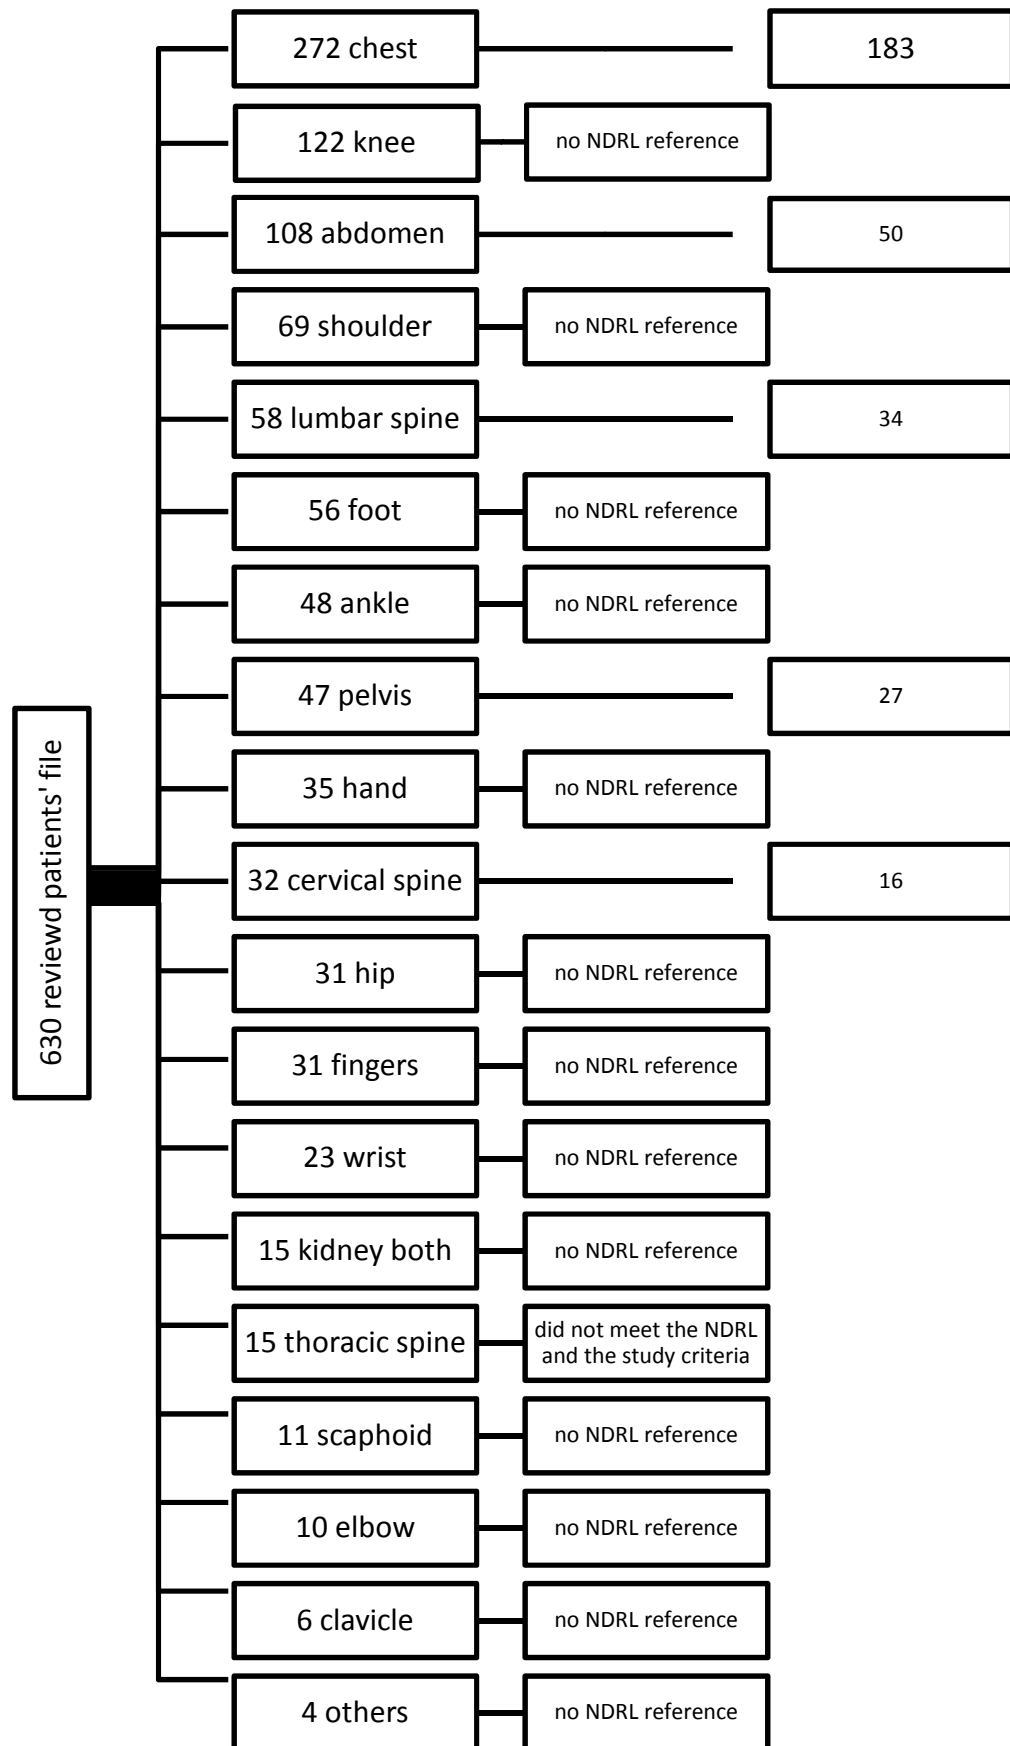 630 reviewd patients' file
272 chest
183
122 knee
no NDRL reference
108 abdomen
50
69 shoulder
no NDRL reference
58 lumbar spine
34
56 foot
no NDRL reference
48 ankle
no NDRL reference
47 pelvis
27
35 hand
no NDRL reference
32 cervical spine
16
31 hip
no NDRL reference
31 fingers
no NDRL reference
23 wrist
no NDRL reference
15 kidney both
no NDRL reference
15 thoracic spine
did not meet the NDRL
and the study criteria
11 scaphoid
no NDRL reference
10 elbow
no NDRL reference
6 clavicle
no NDRL reference
4 others
no NDRL reference